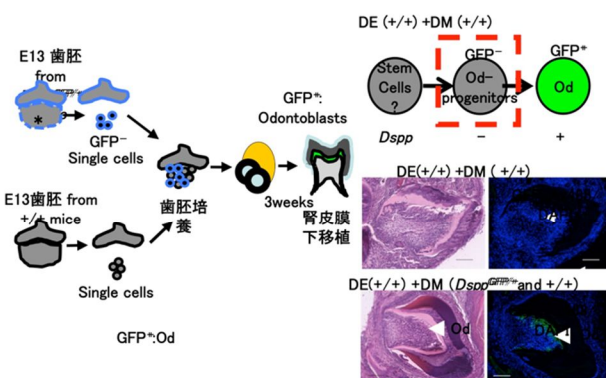 DE (+/+) +DM (+/+)
E13 歯胚
from
*
GFP⁻
Single cells
GFP⁺:
Odontoblasts
Stem
Cells
?
GFP⁻
Od−
progenitors
GFP⁺
Od
Dspp − +
E13歯胚 from
+/+ mice
Single cells
歯胚培
養
3weeks
腎皮膜
下移植
GFP⁺:Od
DE(+/+) +DM ( +/+)
DE(+/+) +DM (Dspp and +/+)
Od